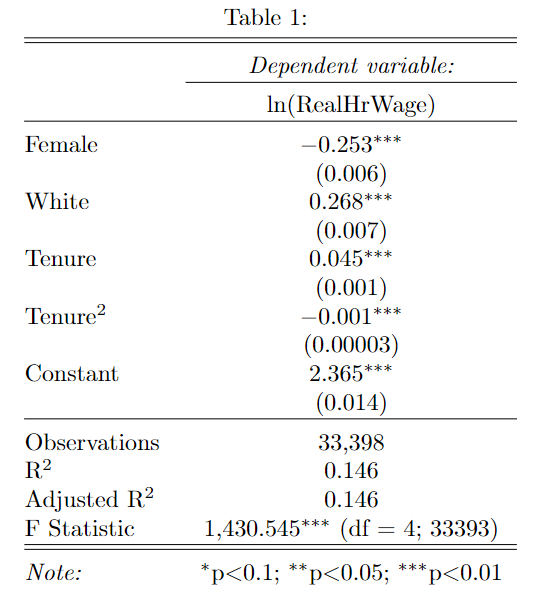 Table 1:
Dependent variable:
ln(RealHrWage)
Female −0.253***
(0.006)
White 0.268***
(0.007)
Tenure 0.045***
(0.001)
Tenure² −0.001***
(0.00003)
Constant 2.365***
(0.014)
Observations 33,398
R² 0.146
Adjusted R² 0.146
F Statistic 1,430.545*** (df = 4; 33393)
Note: *p<0.1; **p<0.05; ***p<0.01